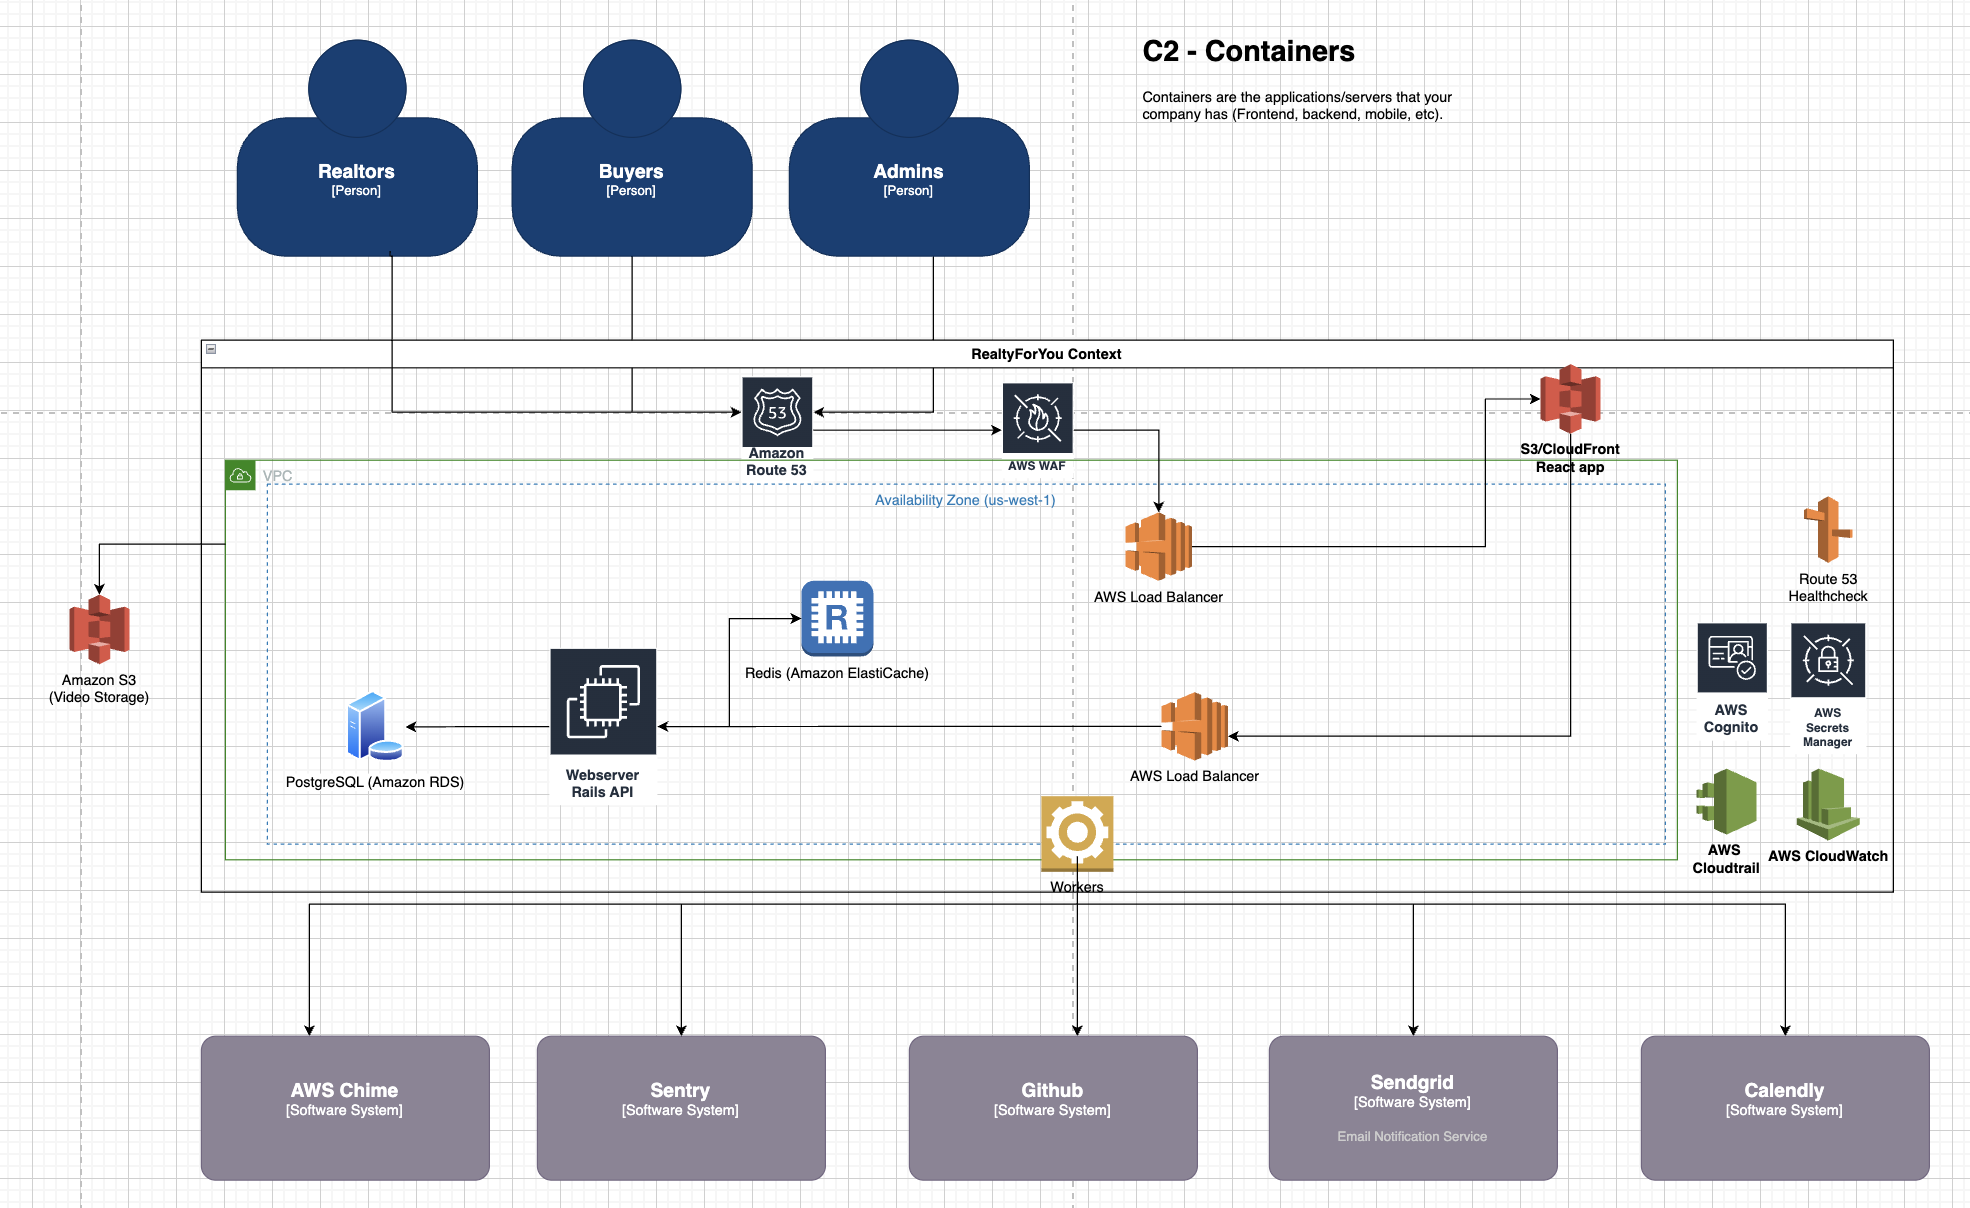 C2 - Containers
Containers are the applications/servers that your
company has (Frontend, backend, mobile, etc).
Realtors
[Person]
Buyers
[Person]
Admins
[Person]
RealtyForYou Context
53
Amazon
Route 53
AWS WAF
S3/CloudFront
React app
VPC
Availability Zone (us-west-1)
AWS Load Balancer
Route 53
Healthcheck
R
Redis (Amazon ElastiCache)
Amazon S3
(Video Storage)
AWS
Cognito
AWS
Secrets
Manager
PostgreSQL (Amazon RDS)
Webserver
Rails API
AWS Load Balancer
AWS
Cloudtrail
AWS CloudWatch
Workers
AWS Chime
[Software System]
Sentry
[Software System]
Github
[Software System]
Sendgrid
[Software System]
Email Notification Service
Calendly
[Software System]